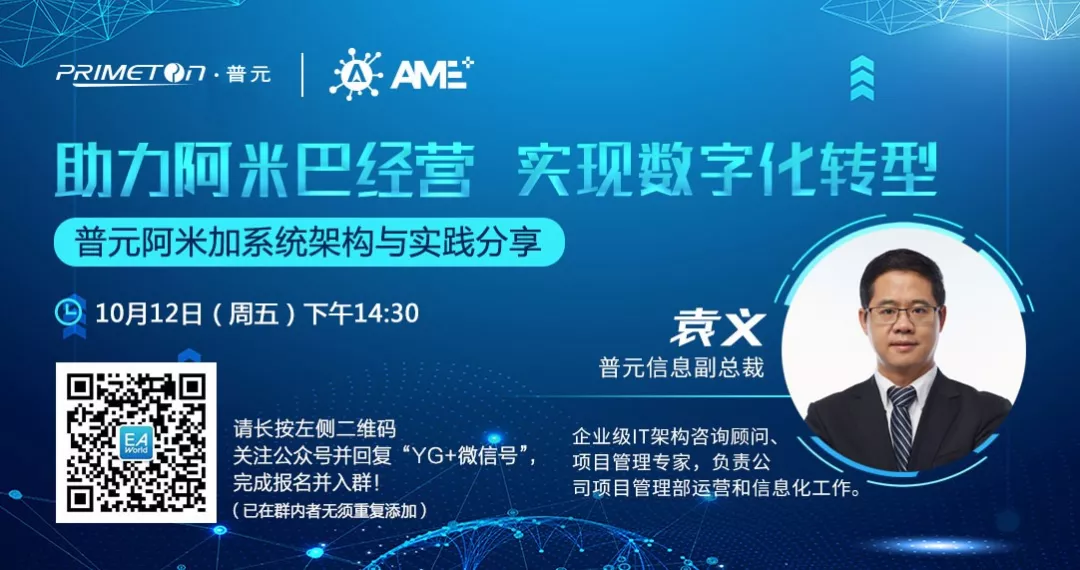 PRIMETON·普元
AME+
助力阿米巴经营 实现数字化转型
普元阿米加系统架构与实践分享
10月12日（周五）下午14:30
袁义
普元信息副总裁
EA
World
请长按左侧二维码
关注公众号并回复“YG+微信号”，
完成报名并入群！
（已在群内者无须重复添加）
企业级IT架构咨询顾问、
项目管理专家，负责公
司项目管理部运营和信息化工作。